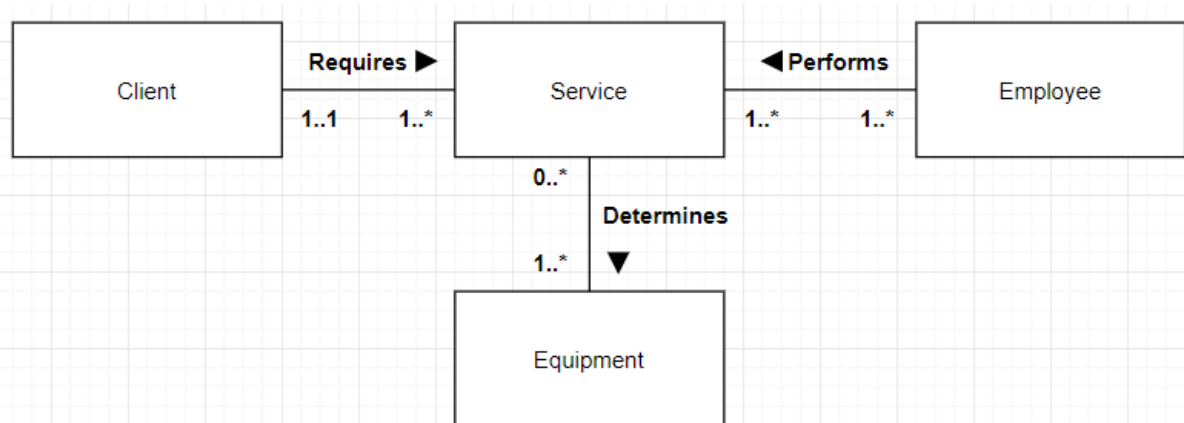 Requires ▶
◀ Performs
Client
Service
Employee
1..1
1..*
1..*
1..*
0..*
Determines
1..*
▼
Equipment